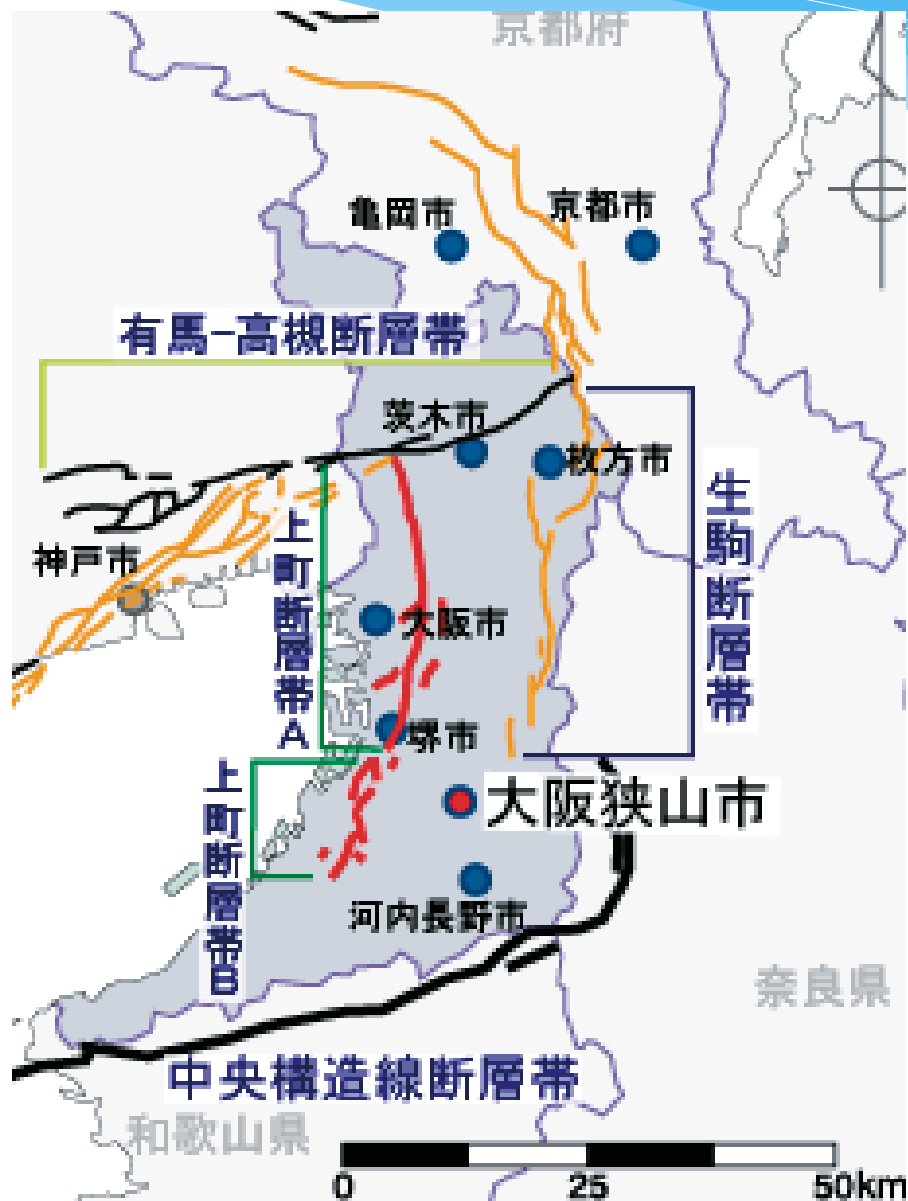 京都府
亀岡市
京都市
有馬-高槻断層帯
茨木市
枚方市
生駒断層帯
神戸市
上町断層帯A
大阪市
堺市
上町断層帯B
大阪狭山市
河内長野市
奈良県
中央構造線断層帯
和歌山県
0 25 50km